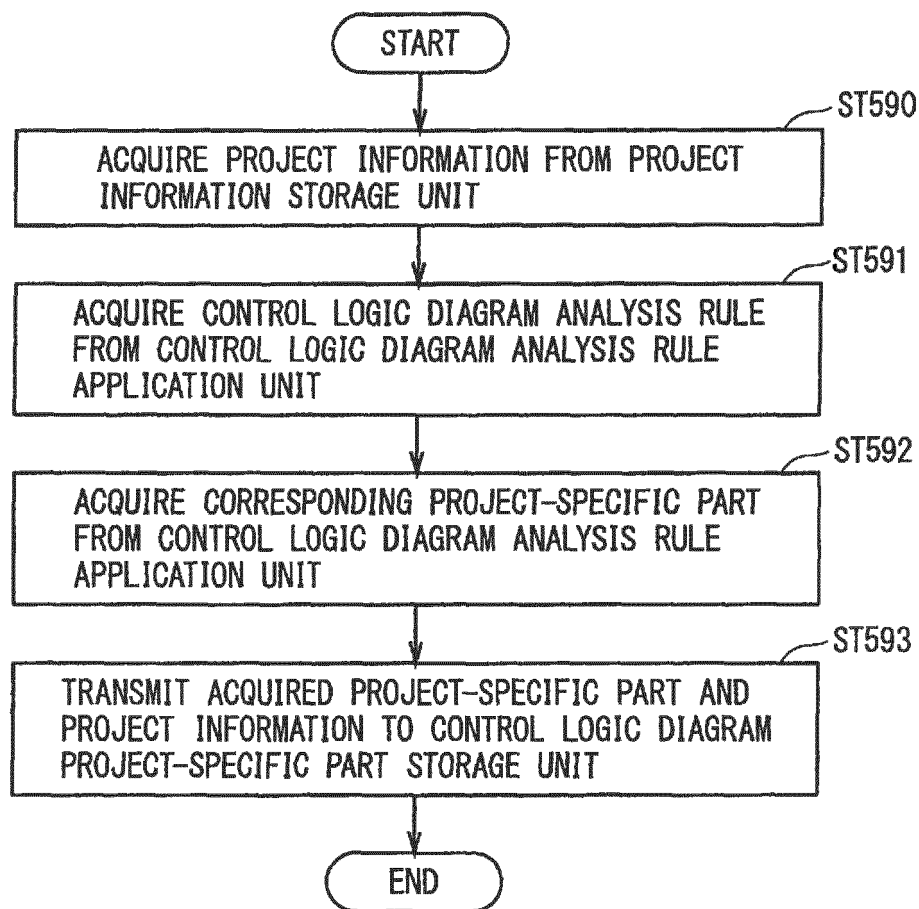 START
ST590
ACQUIRE PROJECT INFORMATION FROM PROJECT
INFORMATION STORAGE UNIT
ST591
ACQUIRE CONTROL LOGIC DIAGRAM ANALYSIS RULE
FROM CONTROL LOGIC DIAGRAM ANALYSIS RULE
APPLICATION UNIT
ST592
ACQUIRE CORRESPONDING PROJECT-SPECIFIC PART
FROM CONTROL LOGIC DIAGRAM ANALYSIS RULE
APPLICATION UNIT
ST593
TRANSMIT ACQUIRED PROJECT-SPECIFIC PART AND
PROJECT INFORMATION TO CONTROL LOGIC DIAGRAM
PROJECT-SPECIFIC PART STORAGE UNIT
END